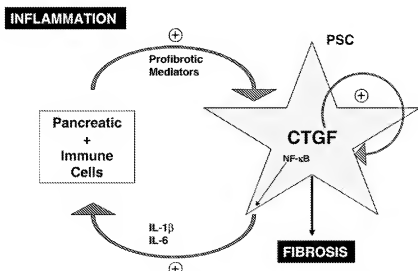 INFLAMMATION
PSC
Profibrotic
Mediators
Pancreatic
+
Immune
Cells
CTGF
NF-κB
IL-1β
IL-6
FIBROSIS
+
+
+